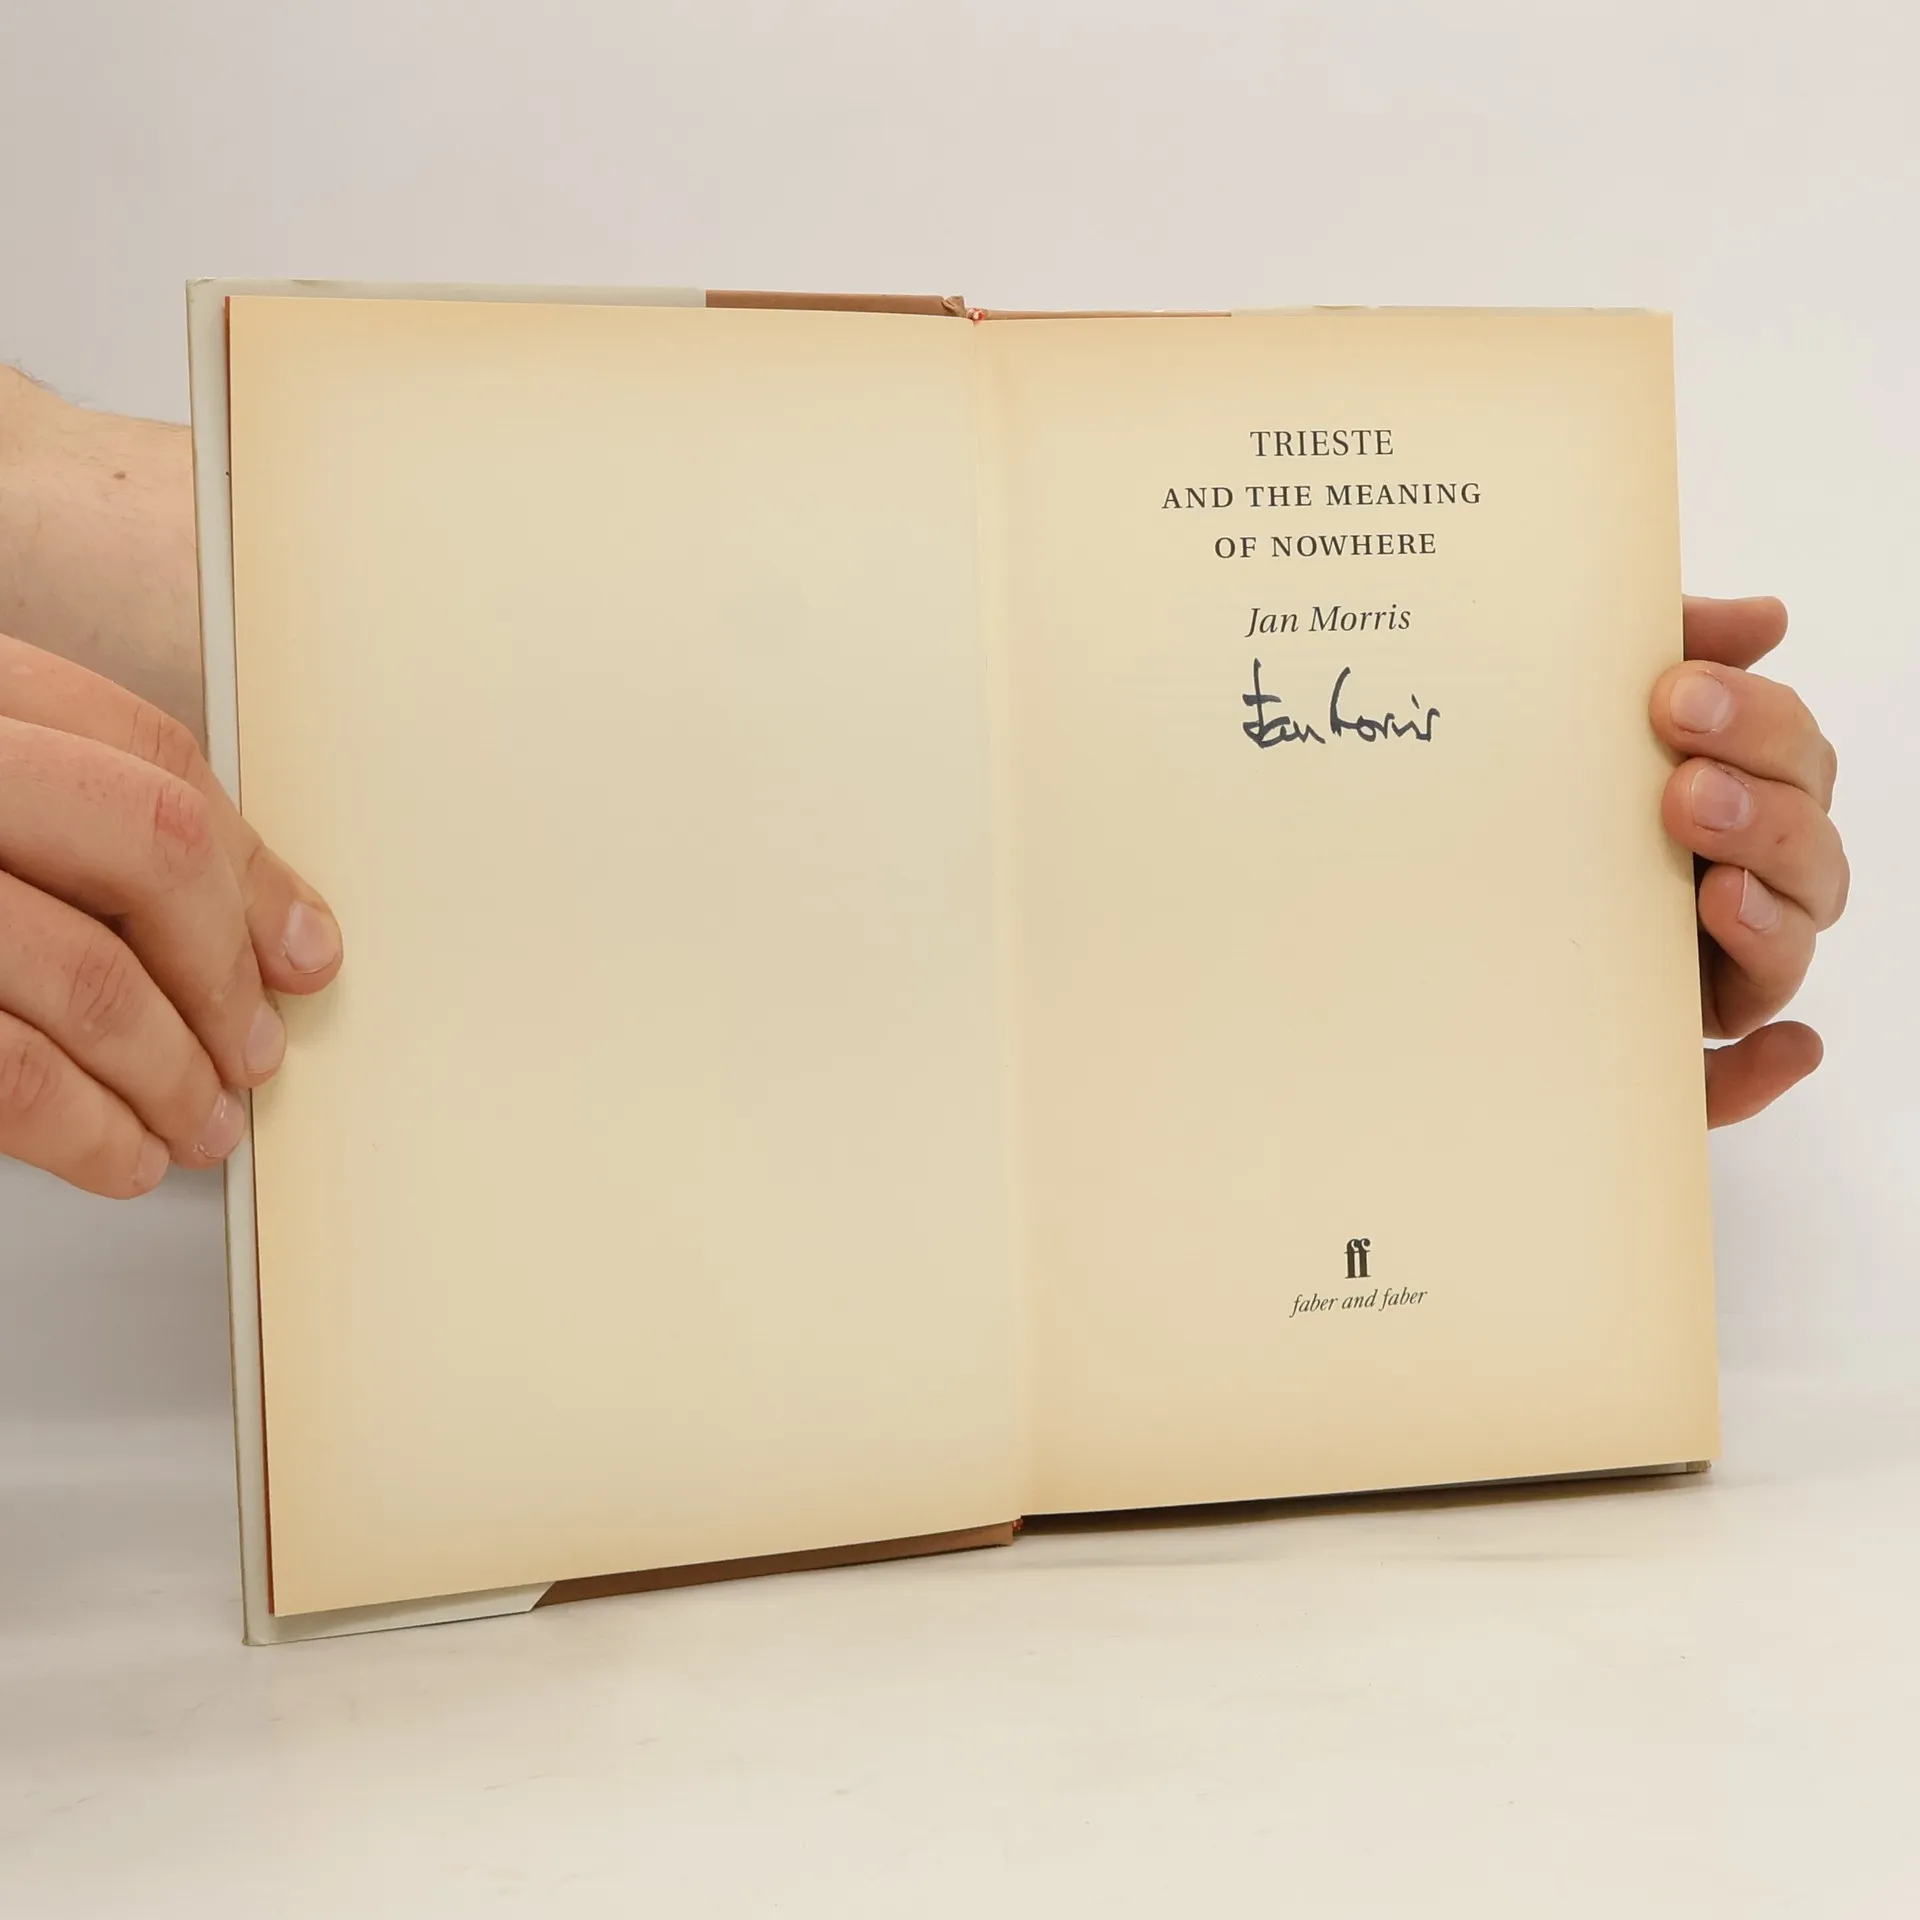 TRIESTE
AND THE MEANING
OF NOWHERE
Jan Morris
Jan Morris
ff
faber and faber